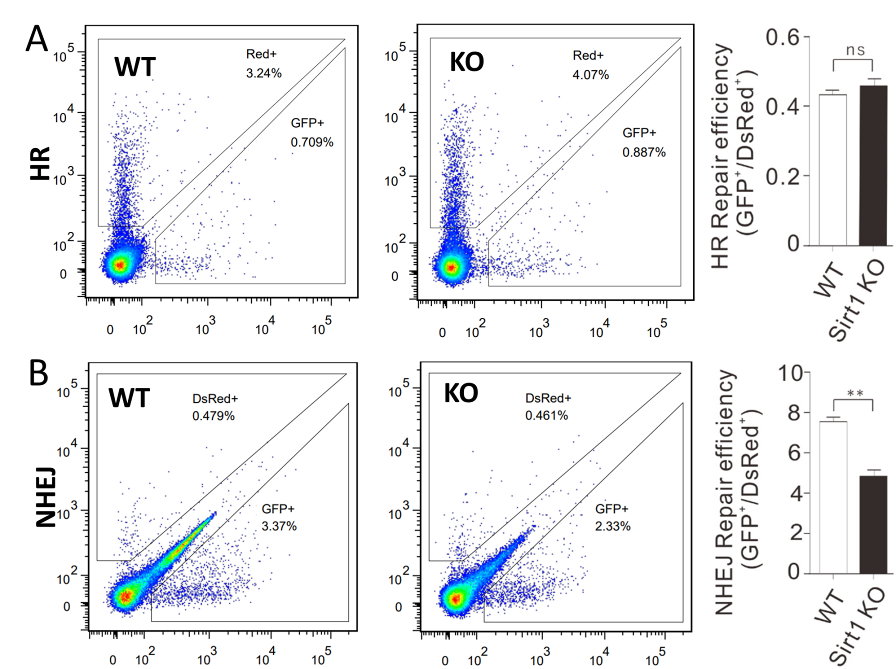 A
WT
Red+
3.24%
GFP+
0.709%
HR
10⁵
10⁴
10³
10²
0
0 10² 10³ 10⁴ 10⁵
KO
Red+
4.07%
GFP+
0.887%
10⁵
10⁴
10³
10²
0
0 10² 10³ 10⁴ 10⁵
HR Repair efficiency
(GFP⁺/DsRed⁺)
0.6
0.4
0.2
0
ns
WT
Sirt1 KO
B
WT
DsRed+
0.479%
GFP+
3.37%
NHEJ
10⁵
10⁴
10³
10²
0
0 10² 10³ 10⁴ 10⁵
KO
DsRed+
0.461%
GFP+
2.33%
10⁵
10⁴
10³
10²
0
0 10² 10³ 10⁴ 10⁵
NHEJ Repair efficiency
(GFP⁺/DsRed⁺)
10
8
6
4
2
0
**
WT
Sirt1 KO